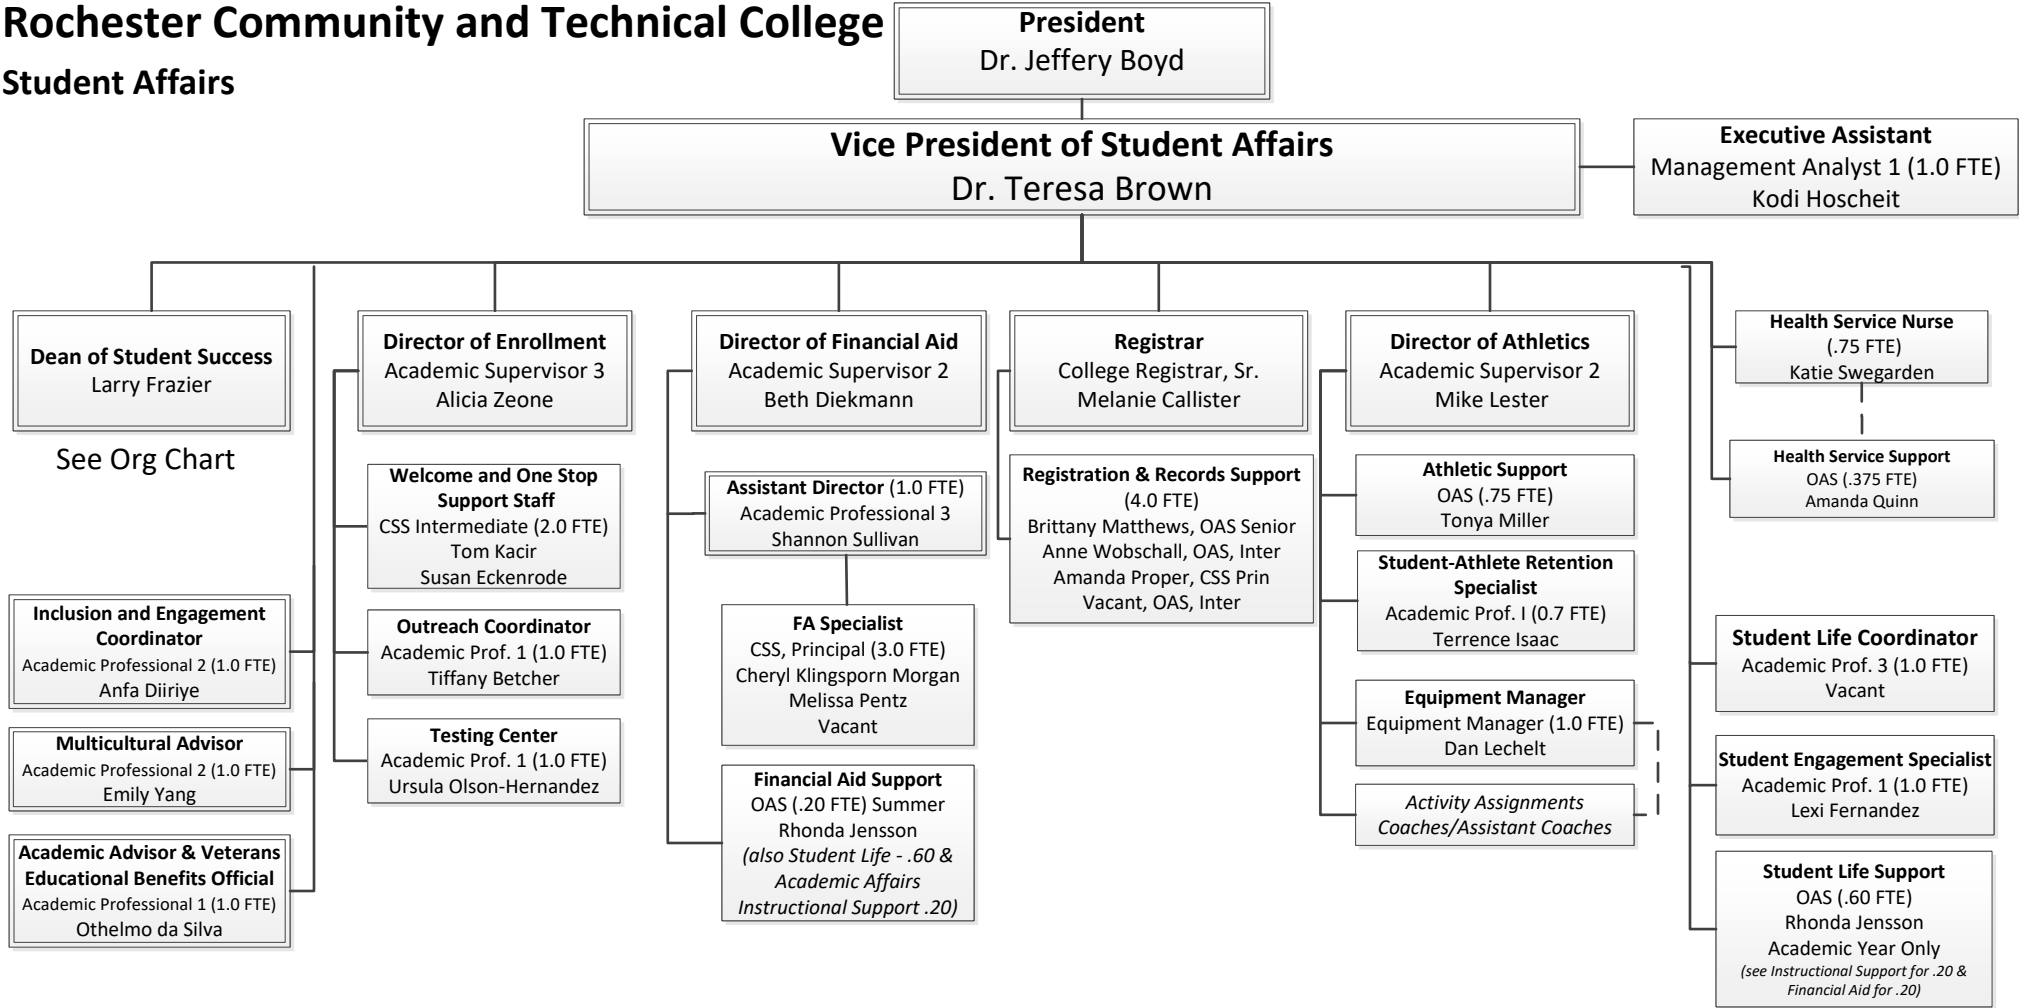 Rochester Community and Technical College
Student Affairs
President
Dr. Jeffery Boyd
Vice President of Student Affairs
Dr. Teresa Brown
Executive Assistant
Management Analyst 1 (1.0 FTE)
Kodi Hoscheit
Dean of Student Success
Larry Frazier
See Org Chart
Inclusion and Engagement
Coordinator
Academic Professional 2 (1.0 FTE)
Anfa Diiriye
Multicultural Advisor
Academic Professional 2 (1.0 FTE)
Emily Yang
Academic Advisor & Veterans
Educational Benefits Official
Academic Professional 1 (1.0 FTE)
Othelmo da Silva
Director of Enrollment
Academic Supervisor 3
Alicia Zeone
Welcome and One Stop
Support Staff
CSS Intermediate (2.0 FTE)
Tom Kacir
Susan Eckenrode
Outreach Coordinator
Academic Prof. 1 (1.0 FTE)
Tiffany Betcher
Testing Center
Academic Prof. 1 (1.0 FTE)
Ursula Olson-Hernandez
Director of Financial Aid
Academic Supervisor 2
Beth Diekmann
Assistant Director (1.0 FTE)
Academic Professional 3
Shannon Sullivan
FA Specialist
CSS, Principal (3.0 FTE)
Cheryl Klingsporn Morgan
Melissa Pentz
Vacant
Financial Aid Support
OAS (.20 FTE) Summer
Rhonda Jensson
(also Student Life - .60 &
Academic Affairs
Instructional Support .20)
Registrar
College Registrar, Sr.
Melanie Callister
Registration & Records Support
(4.0 FTE)
Brittany Matthews, OAS Senior
Anne Wobschall, OAS, Inter
Amanda Proper, CSS Prin
Vacant, OAS, Inter
Director of Athletics
Academic Supervisor 2
Mike Lester
Athletic Support
OAS (.75 FTE)
Tonya Miller
Student-Athlete Retention
Specialist
Academic Prof. I (0.7 FTE)
Terrence Isaac
Equipment Manager
Equipment Manager (1.0 FTE)
Dan Lechelt
Activity Assignments
Coaches/Assistant Coaches
Health Service Nurse
(.75 FTE)
Katie Swegarden
Health Service Support
OAS (.375 FTE)
Amanda Quinn
Student Life Coordinator
Academic Prof. 3 (1.0 FTE)
Vacant
Student Engagement Specialist
Academic Prof. 1 (1.0 FTE)
Lexi Fernandez
Student Life Support
OAS (.60 FTE)
Rhonda Jensson
Academic Year Only
(see Instructional Support for .20 &
Financial Aid for .20)